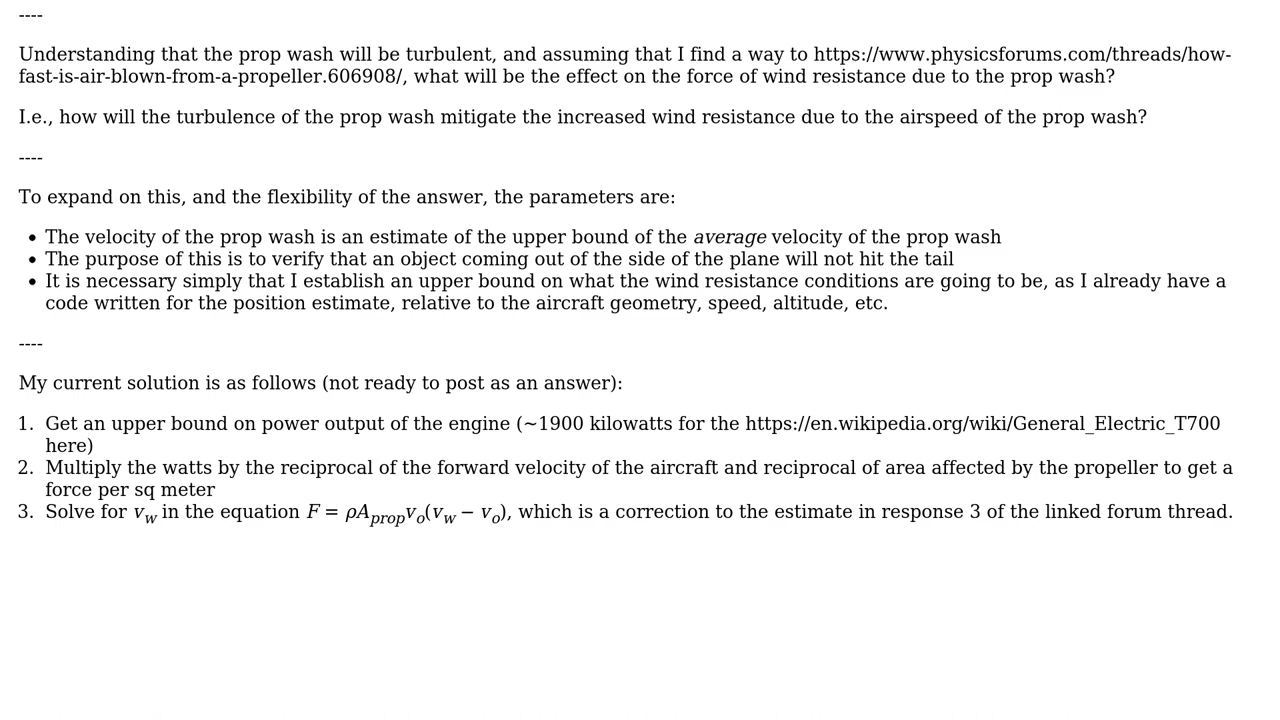 ----
Understanding that the prop wash will be turbulent, and assuming that I find a way to https://www.physicsforums.com/threads/how-
fast-is-air-blown-from-a-propeller.606908/, what will be the effect on the force of wind resistance due to the prop wash?
I.e., how will the turbulence of the prop wash mitigate the increased wind resistance due to the airspeed of the prop wash?
----
To expand on this, and the flexibility of the answer, the parameters are:
• The velocity of the prop wash is an estimate of the upper bound of the average velocity of the prop wash
• The purpose of this is to verify that an object coming out of the side of the plane will not hit the tail
• It is necessary simply that I establish an upper bound on what the wind resistance conditions are going to be, as I already have a
code written for the position estimate, relative to the aircraft geometry, speed, altitude, etc.
----
My current solution is as follows (not ready to post as an answer):
1. Get an upper bound on power output of the engine (~1900 kilowatts for the https://en.wikipedia.org/wiki/General_Electric_T700
here)
2. Multiply the watts by the reciprocal of the forward velocity of the aircraft and reciprocal of area affected by the propeller to get a
force per sq meter
3. Solve for v_w in the equation F = ρA_{prop}v_o(v_w − v_o), which is a correction to the estimate in response 3 of the linked forum thread.